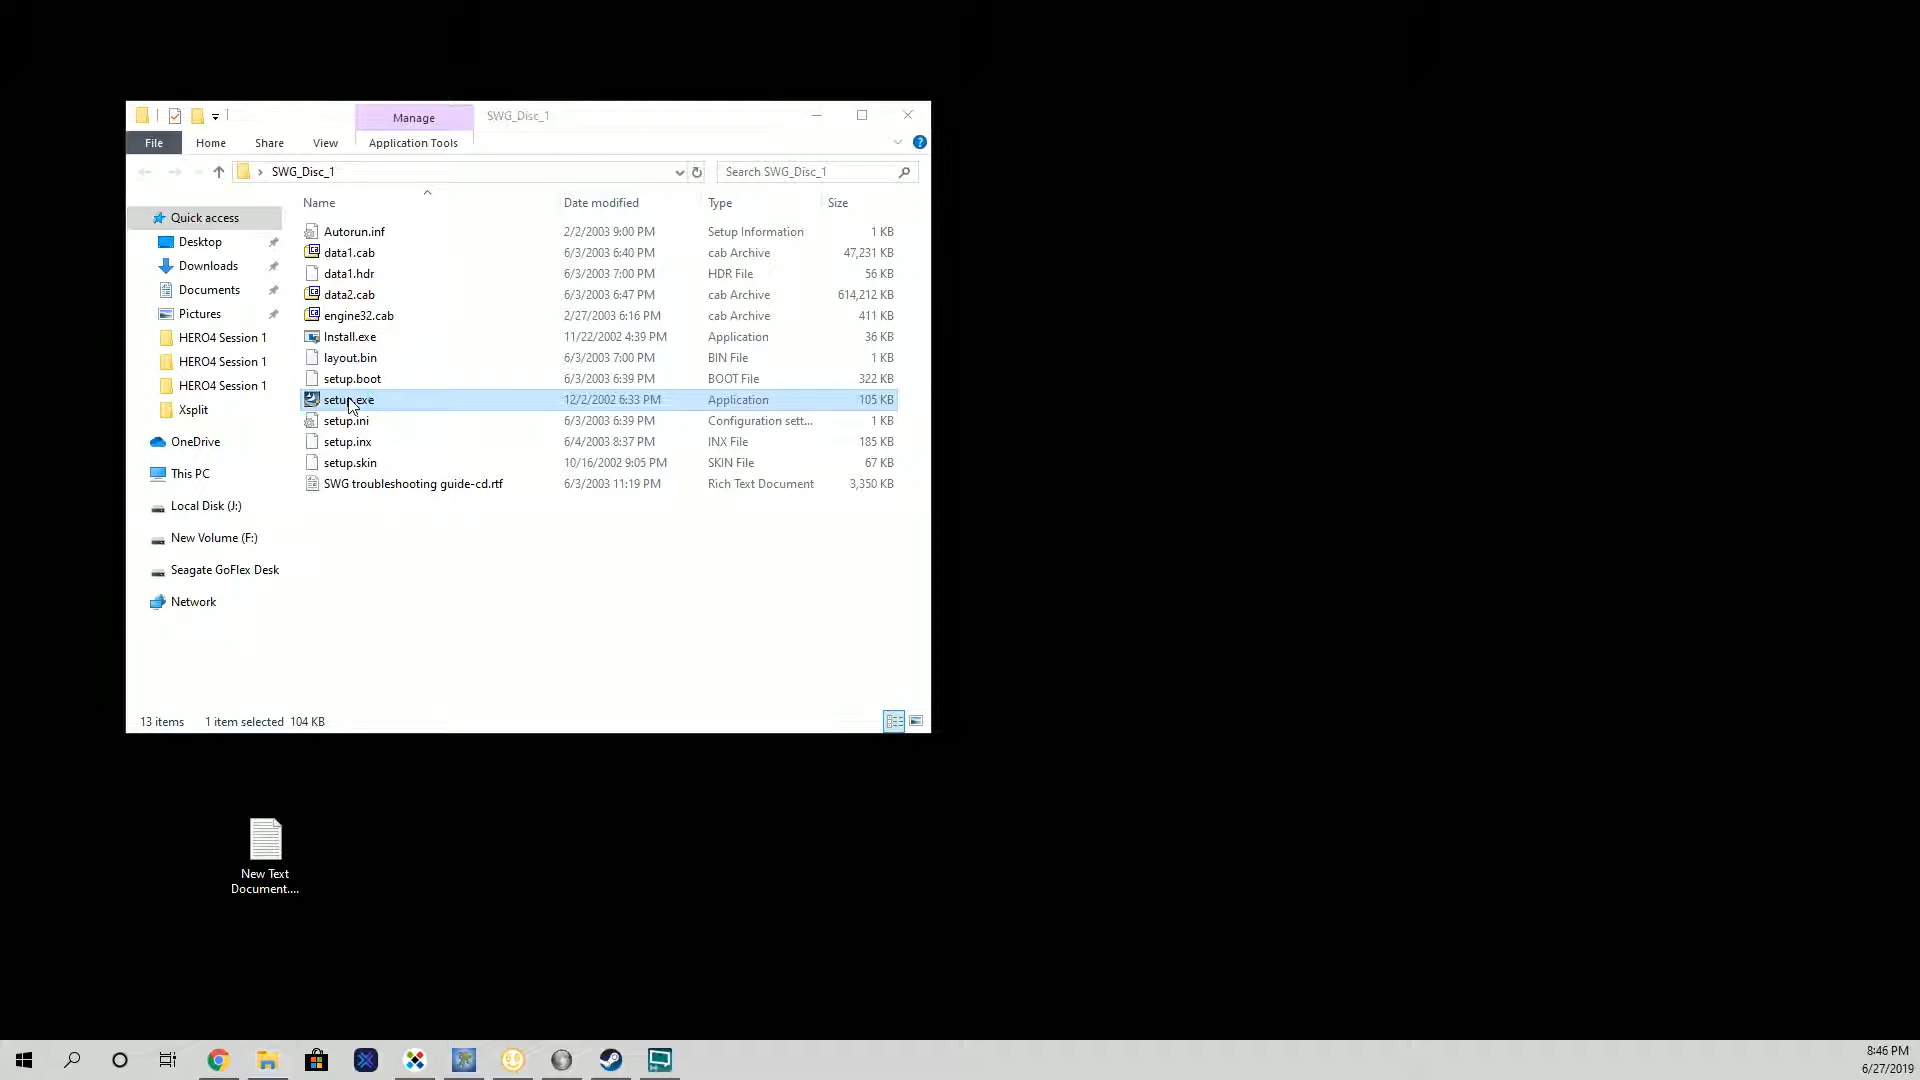 Manage
SWG_Disc_1
File
Home
Share
View
Application Tools
SWG_Disc_1
Search SWG_Disc_1
Name
Date modified
Type
Size
Quick access
Desktop
Downloads
Documents
Pictures
HERO4 Session 1
HERO4 Session 1
HERO4 Session 1
Xsplit
OneDrive
This PC
Local Disk (J:)
New Volume (F:)
Seagate GoFlex Desk
Network
Autorun.inf 2/2/2003 9:00 PM Setup Information 1 KB
data1.cab 6/3/2003 6:40 PM cab Archive 47,231 KB
data1.hdr 6/3/2003 7:00 PM HDR File 56 KB
data2.cab 6/3/2003 6:47 PM cab Archive 614,212 KB
engine32.cab 2/27/2003 6:16 PM cab Archive 411 KB
Install.exe 11/22/2002 4:39 PM Application 36 KB
layout.bin 6/3/2003 7:00 PM BIN File 1 KB
setup.boot 6/3/2003 6:39 PM BOOT File 322 KB
setup.exe 12/2/2002 6:33 PM Application 105 KB
setup.ini 6/3/2003 6:39 PM Configuration sett... 1 KB
setup.inx 6/4/2003 8:37 PM INX File 185 KB
setup.skin 10/16/2002 9:05 PM SKIN File 67 KB
SWG troubleshooting guide-cd.rtf 6/3/2003 11:19 PM Rich Text Document 3,350 KB
13 items 1 item selected 104 KB
New Text
Document....
8:46 PM
6/27/2019